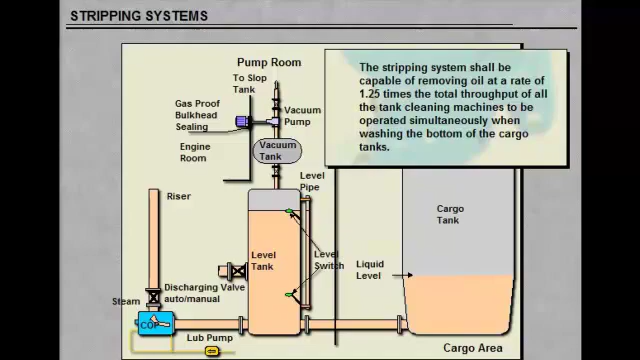 STRIPPING SYSTEMS
Pump Room
To Slop
Tank
Gas Proof
Bulkhead
Sealing
Vacuum
Pump
Engine
Room
Vacuum
Tank
The stripping system shall be
capable of removing oil at a rate of
1.25 times the total throughput of all
the tank cleaning machines to be
operated simultaneously when
washing the bottom of the cargo
tanks.
Level
Pipe
Riser
Cargo
Tank
Level
Tank
Level
Switch
Liquid
Level
Discharging Valve
auto/manual
Steam
COP
Lub Pump
Cargo Area